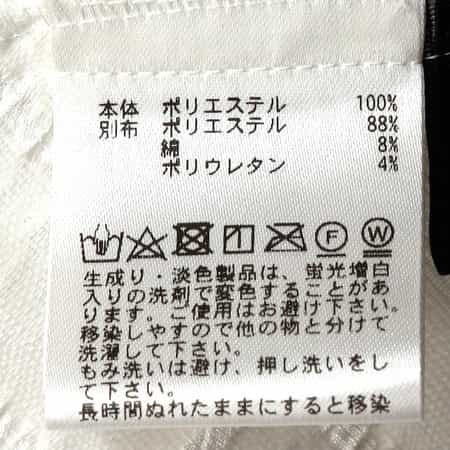 本体 ポリエステル 100%
別布 ポリエステル 88%
綿 8%
ポリウレタン 4%
F W
生成り・淡色製品は、蛍光増白
入りの洗剤で変色することがあ
ります。ご使用はお避け下さい。
移染しやすので他の物と分けて
洗濯して下さい。
もみ洗いは避け、押し洗いをし
て下さい。
長時間ぬれたままにすると移染